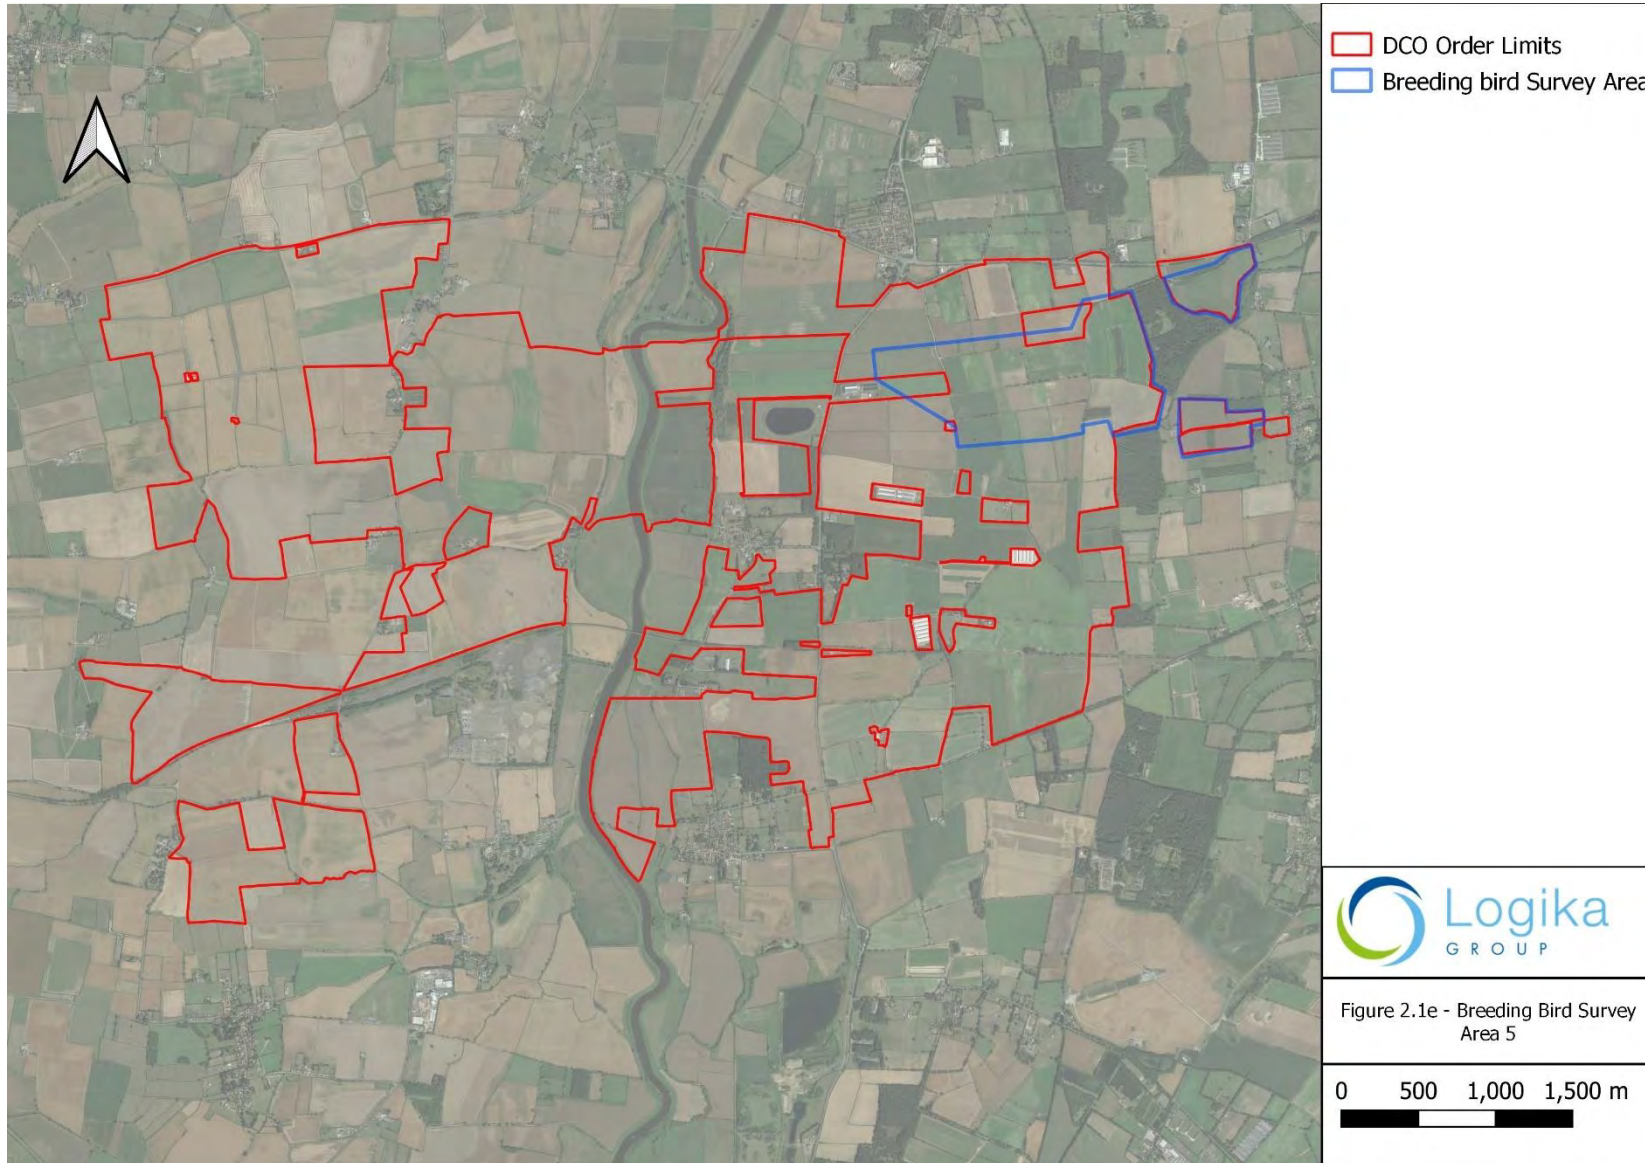 DCO Order Limits
Breeding bird Survey Area
Logika
GROUP
Figure 2.1e - Breeding Bird Survey
Area 5
0 500 1,000 1,500 m